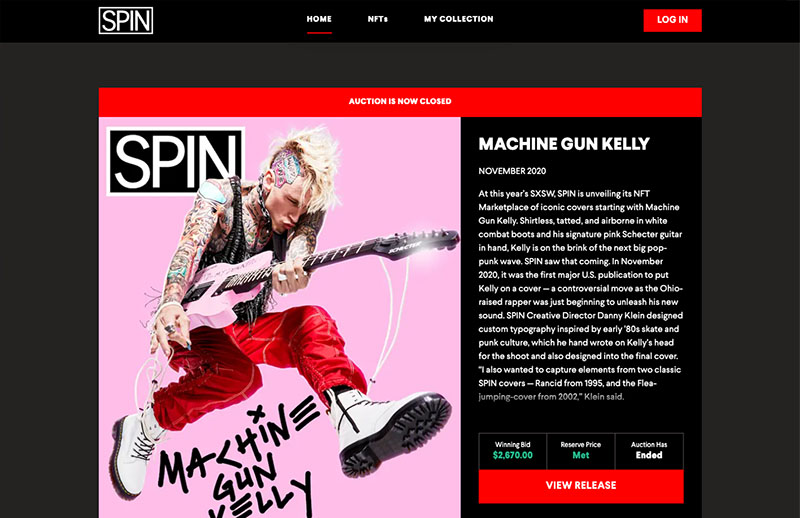 SPIN
HOME
NFTs
MY COLLECTION
LOG IN
AUCTION IS NOW CLOSED
SPIN
SCHECTER
MACHINE
GUN
KELLY
MACHINE GUN KELLY
NOVEMBER 2020
At this year's SXSW, SPIN is unveiling its NFT
Marketplace of iconic covers starting with Machine
Gun Kelly. Shirtless, tatted, and airborne in white
combat boots and his signature pink Schecter guitar
in hand, Kelly is on the brink of the next big pop-
punk wave. SPIN saw that coming. In November
2020, it was the first major U.S. publication to put
Kelly on a cover — a controversial move as the Ohio-
raised rapper was just beginning to unleash his new
sound. SPIN Creative Director Danny Klein designed
custom typography inspired by early '80s skate and
punk culture, which he hand wrote on Kelly's head
for the shoot and also designed into the final cover.
"I also wanted to capture elements from two classic
SPIN covers — Rancid from 1995, and the Flea-
jumping-cover from 2002," Klein said.
Winning Bid
$2,670.00
Reserve Price
Met
Auction Has
Ended
VIEW RELEASE